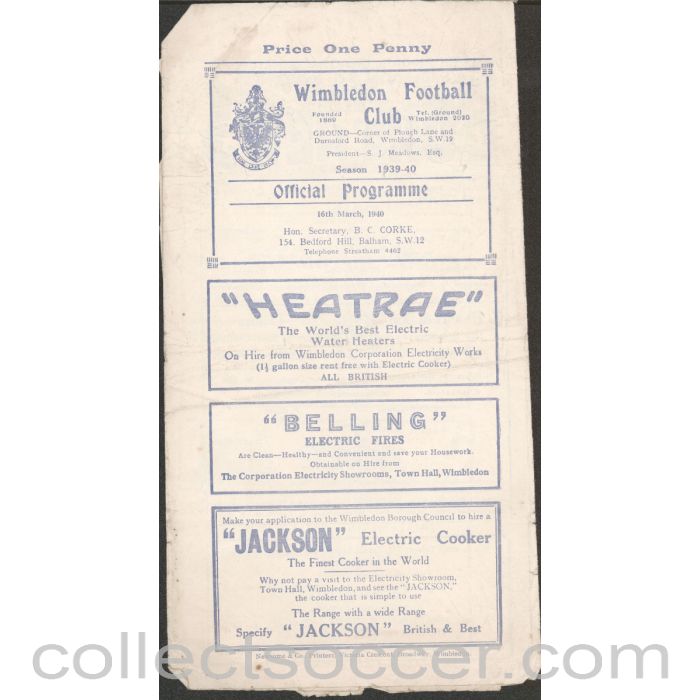 Price One Penny
Wimbledon Football
Founded 1889
Club
Tel. (Ground) Wimbledon 2020
GROUND—Corner of Plough Lane and
Durnsford Road, Wimbledon, S.W.19
President—S. J. Meadows, Esq.
Season 1939-40
Official Programme
16th March, 1940
Hon. Secretary, B. C. CORKE,
154, Bedford Hill, Balham, S.W.12
Telephone Streatham 4462
"HEATRAE"
The World's Best Electric
Water Heaters
On Hire from Wimbledon Corporation Electricity Works
(1½ gallon size rent free with Electric Cooker)
ALL BRITISH
"BELLING"
ELECTRIC FIRES
Are Clean—Healthy—and Convenient and save your Housework.
Obtainable on Hire from
The Corporation Electricity Showrooms, Town Hall, Wimbledon
Make your application to the Wimbledon Borough Council to hire a
"JACKSON" Electric Cooker
The Finest Cooker in the World
Why not pay a visit to the Electricity Showroom,
Town Hall, Wimbledon, and see the "JACKSON,"
the cooker that is simple to use
The Range with a wide Range
Specify "JACKSON" British & Best
& Co., Printers, Victoria Crescent, Broadway, Wimbledon.
collectsoccer.com